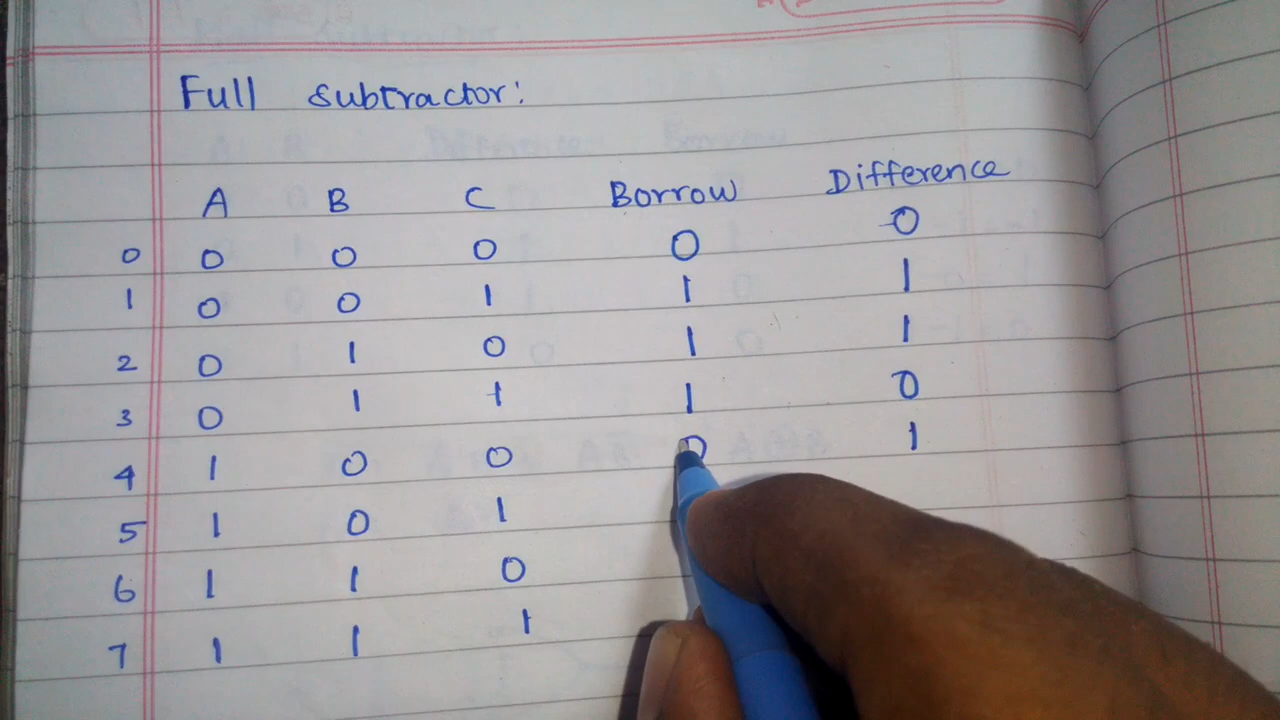 Full Subtractor:
A B C Borrow Difference
0 0 0 0 0 0
1 0 0 1 1 1
2 0 1 0 1 1
3 0 1 1 1 0
4 1 0 0 0 1
5 1 0 1
6 1 1 0
7 1 1 1